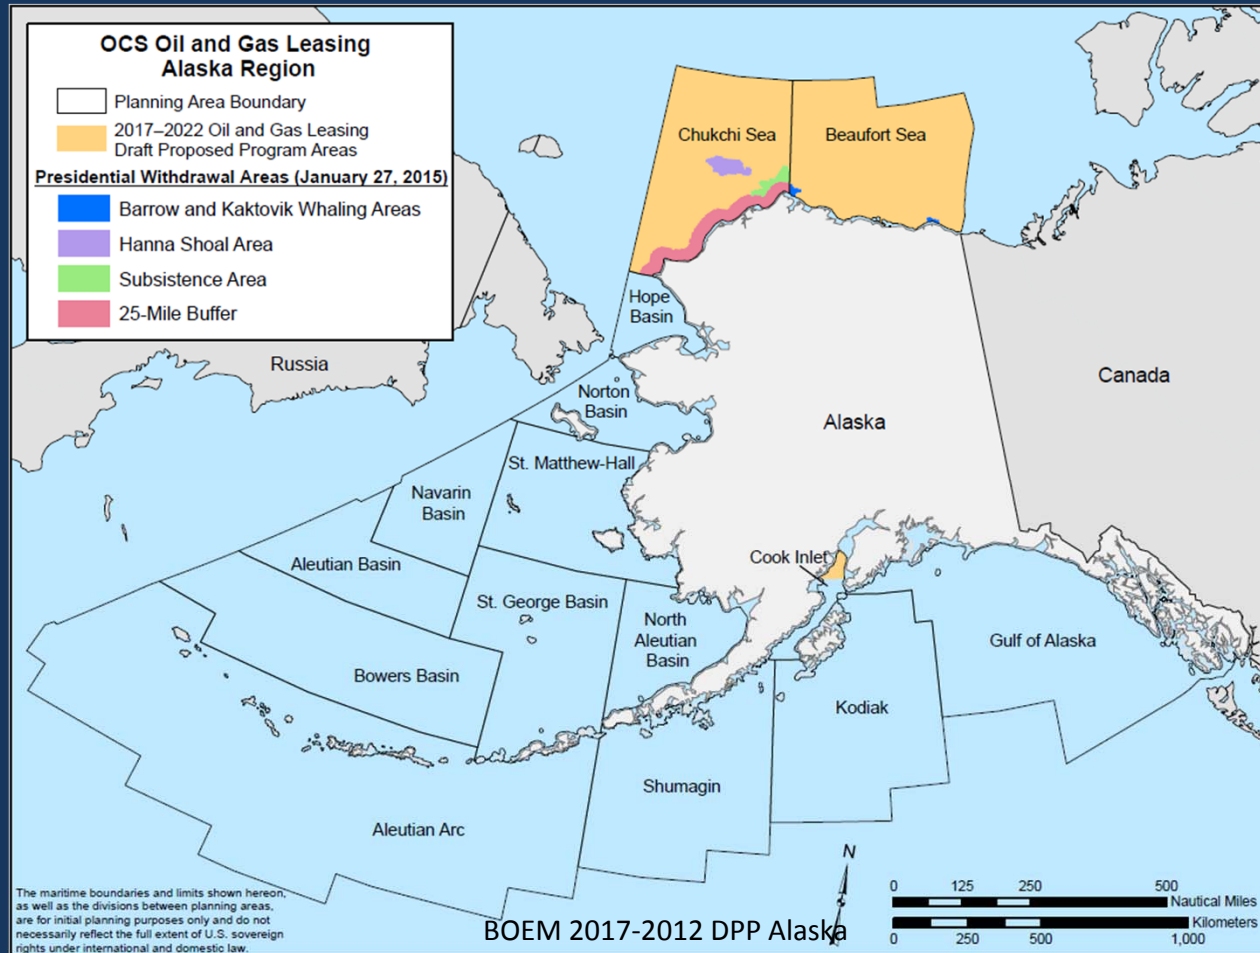 OCS Oil and Gas Leasing
Alaska Region
Planning Area Boundary
2017–2022 Oil and Gas Leasing
Draft Proposed Program Areas
Presidential Withdrawal Areas (January 27, 2015)
Barrow and Kaktovik Whaling Areas
Hanna Shoal Area
Subsistence Area
25-Mile Buffer
Chukchi Sea
Beaufort Sea
Hope
Basin
Russia
Canada
Norton
Basin
Alaska
St. Matthew-Hall
Navarin
Basin
Aleutian Basin
Cook Inlet
St. George Basin
North
Aleutian
Basin
Gulf of Alaska
Bowers Basin
Kodiak
Shumagin
Aleutian Arc
N
The maritime boundaries and limits shown hereon,
as well as the divisions between planning areas,
are for initial planning purposes only and do not
necessarily reflect the full extent of U.S. sovereign
rights under international and domestic law.
0 125 250 500
Nautical Miles
Kilometers
0 250 500 1,000
BOEM 2017-2012 DPP Alaska